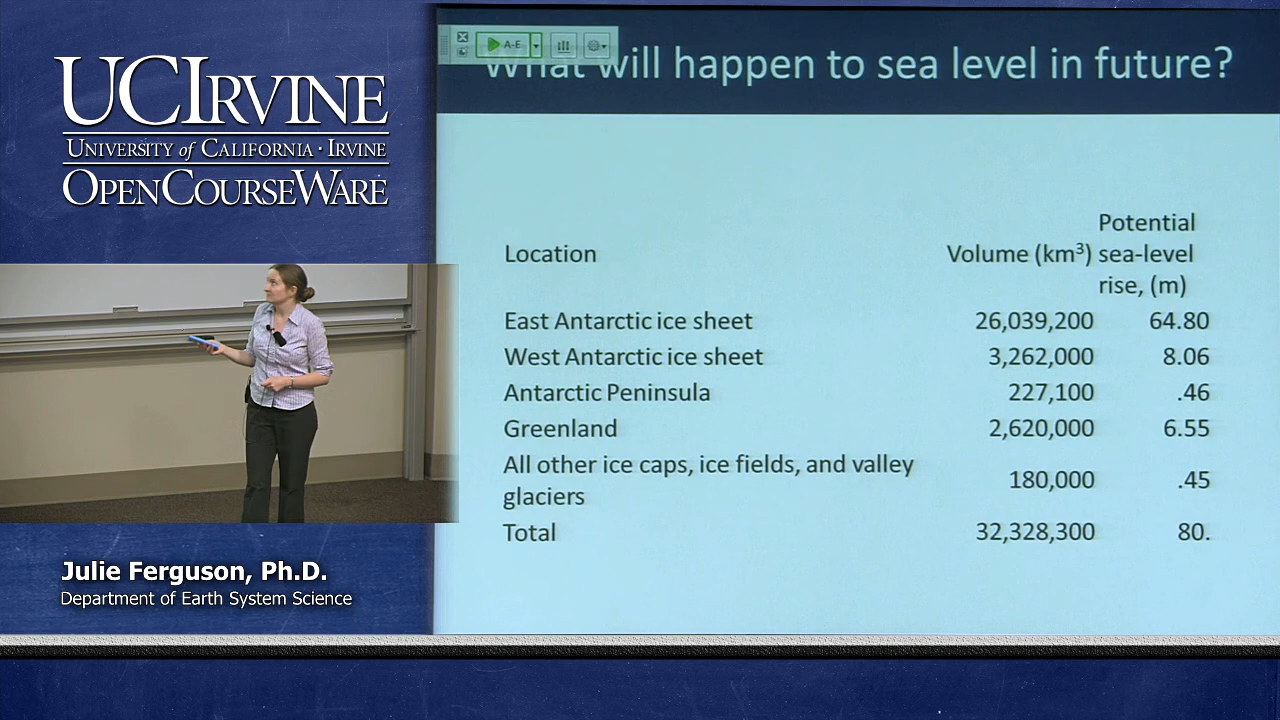 UCIRVINE
UNIVERSITY of CALIFORNIA · IRVINE
OPENCOURSEWARE
A-E
What will happen to sea level in future?
Location Volume (km³) Potential sea-level rise, (m)
East Antarctic ice sheet 26,039,200 64.80
West Antarctic ice sheet 3,262,000 8.06
Antarctic Peninsula 227,100 .46
Greenland 2,620,000 6.55
All other ice caps, ice fields, and valley
glaciers 180,000 .45
Total 32,328,300 80.
Julie Ferguson, Ph.D.
Department of Earth System Science